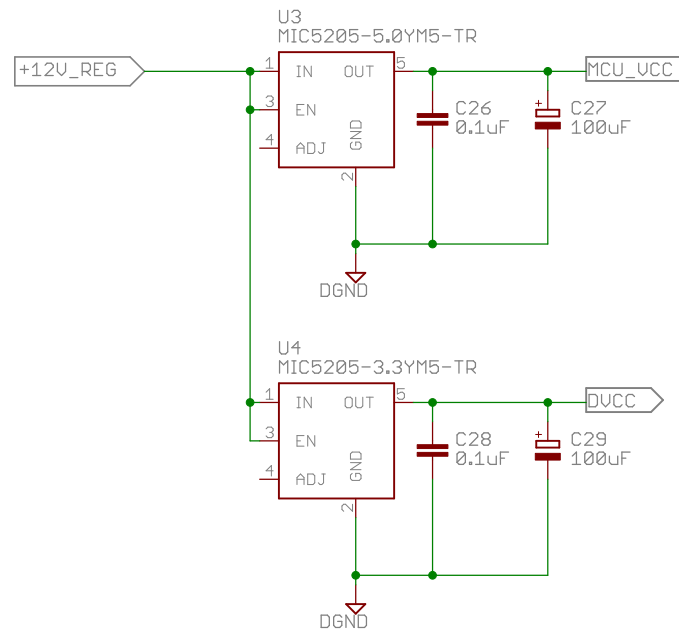 U3
MIC5205-5.0YM5-TR
+12V_REG
1
IN
OUT
5
MCU_VCC
3
EN
C26
0.1uF
+
C27
100uF
4
ADJ
GND
2
DGND
U4
MIC5205-3.3YM5-TR
1
IN
OUT
5
DVCC
3
EN
C28
0.1uF
+
C29
100uF
4
ADJ
GND
2
DGND